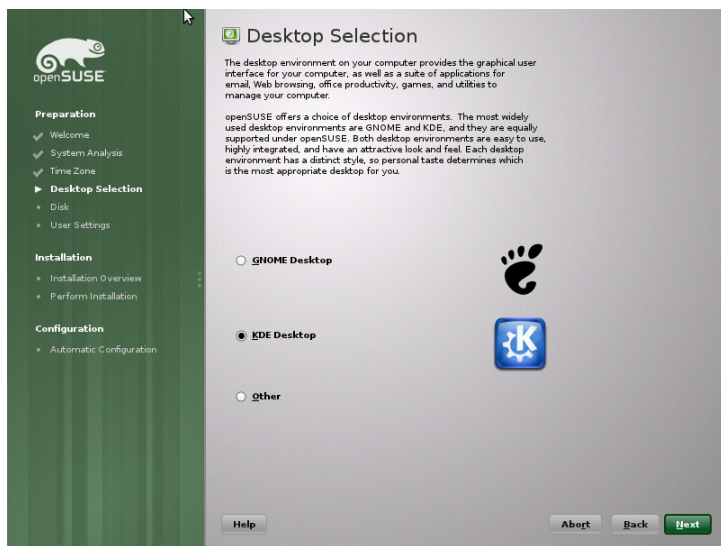 openSUSE
Preparation
Welcome
System Analysis
Time Zone
Desktop Selection
Disk
User Settings
Installation
Installation Overview
Perform Installation
Configuration
Automatic Configuration
Desktop Selection
The desktop environment on your computer provides the graphical user
interface for your computer, as well as a suite of applications for
email, Web browsing, office productivity, games, and utilities to
manage your computer.
openSUSE offers a choice of desktop environments. The most widely
used desktop environments are GNOME and KDE, and they are equally
supported under openSUSE. Both desktop environments are easy to use,
highly integrated, and have an attractive look and feel. Each desktop
environment has a distinct style, so personal taste determines which
is the most appropriate desktop for you.
GNOME Desktop
KDE Desktop
K
Other
Help
Abort
Back
Next